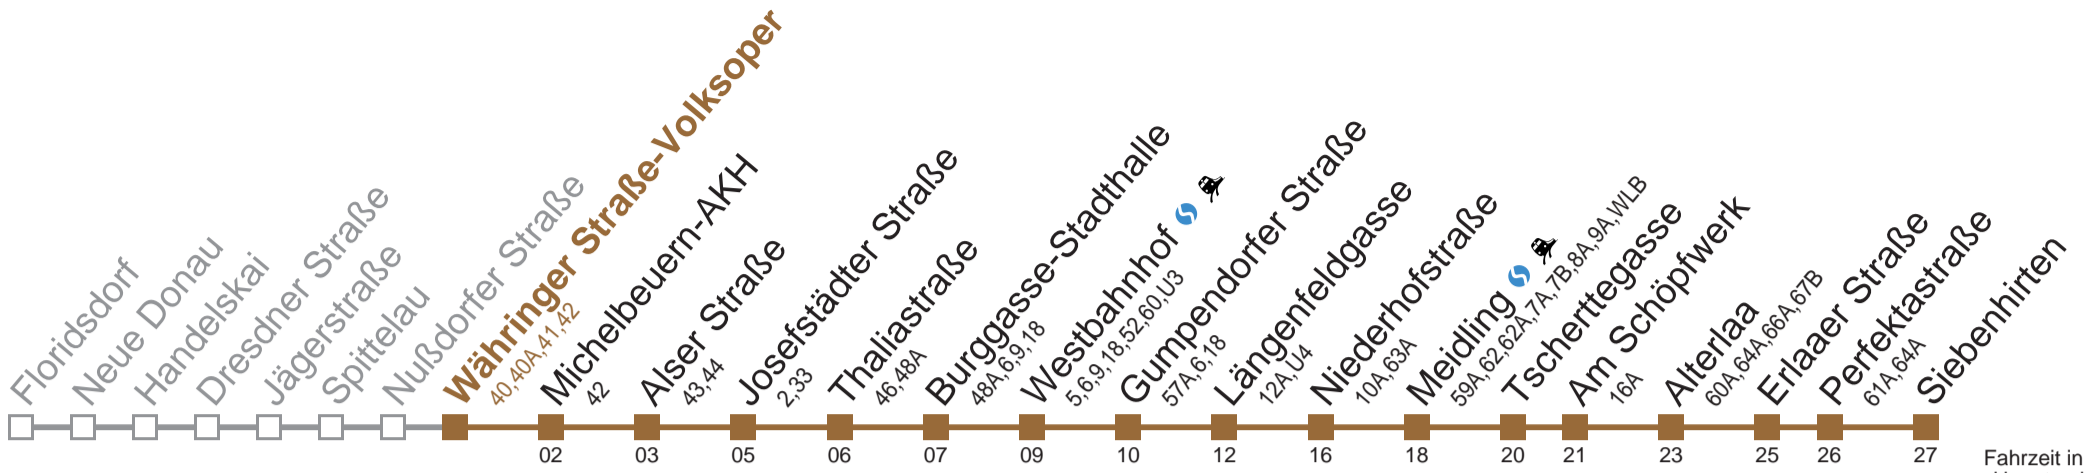 Floridsdorf
Neue Donau
Handelskai
Dresdner Straße
Jägerstraße
Spittelau
Nußdorfer Straße
Währinger Straße-Volksoper
40,40A,41,42
Michelbeuern-AKH
42
Alser Straße
43,44
Josefstädter Straße
2,33
Thaliastraße
46,48A
Burggasse-Stadthalle
48A,6,9,18
Westbahnhof
5,6,9,18,52,60,U3
Gumpendorfer Straße
57A,6,18
Längenfeldgasse
12A,U4
Niederhofstraße
10A,63A
Meidling
59A,62,62A,7A,7B,8A,9A,WLB
Tscherttegasse
Am Schöpfwerk
16A
Alterlaa
60A,64A,66A,67B
Erlaaer Straße
Perfektastraße
61A,64A
Siebenhirten
02 03 05 06 07 09 10 12 16 18 20 21 23 25 26 27
Fahrzeit in